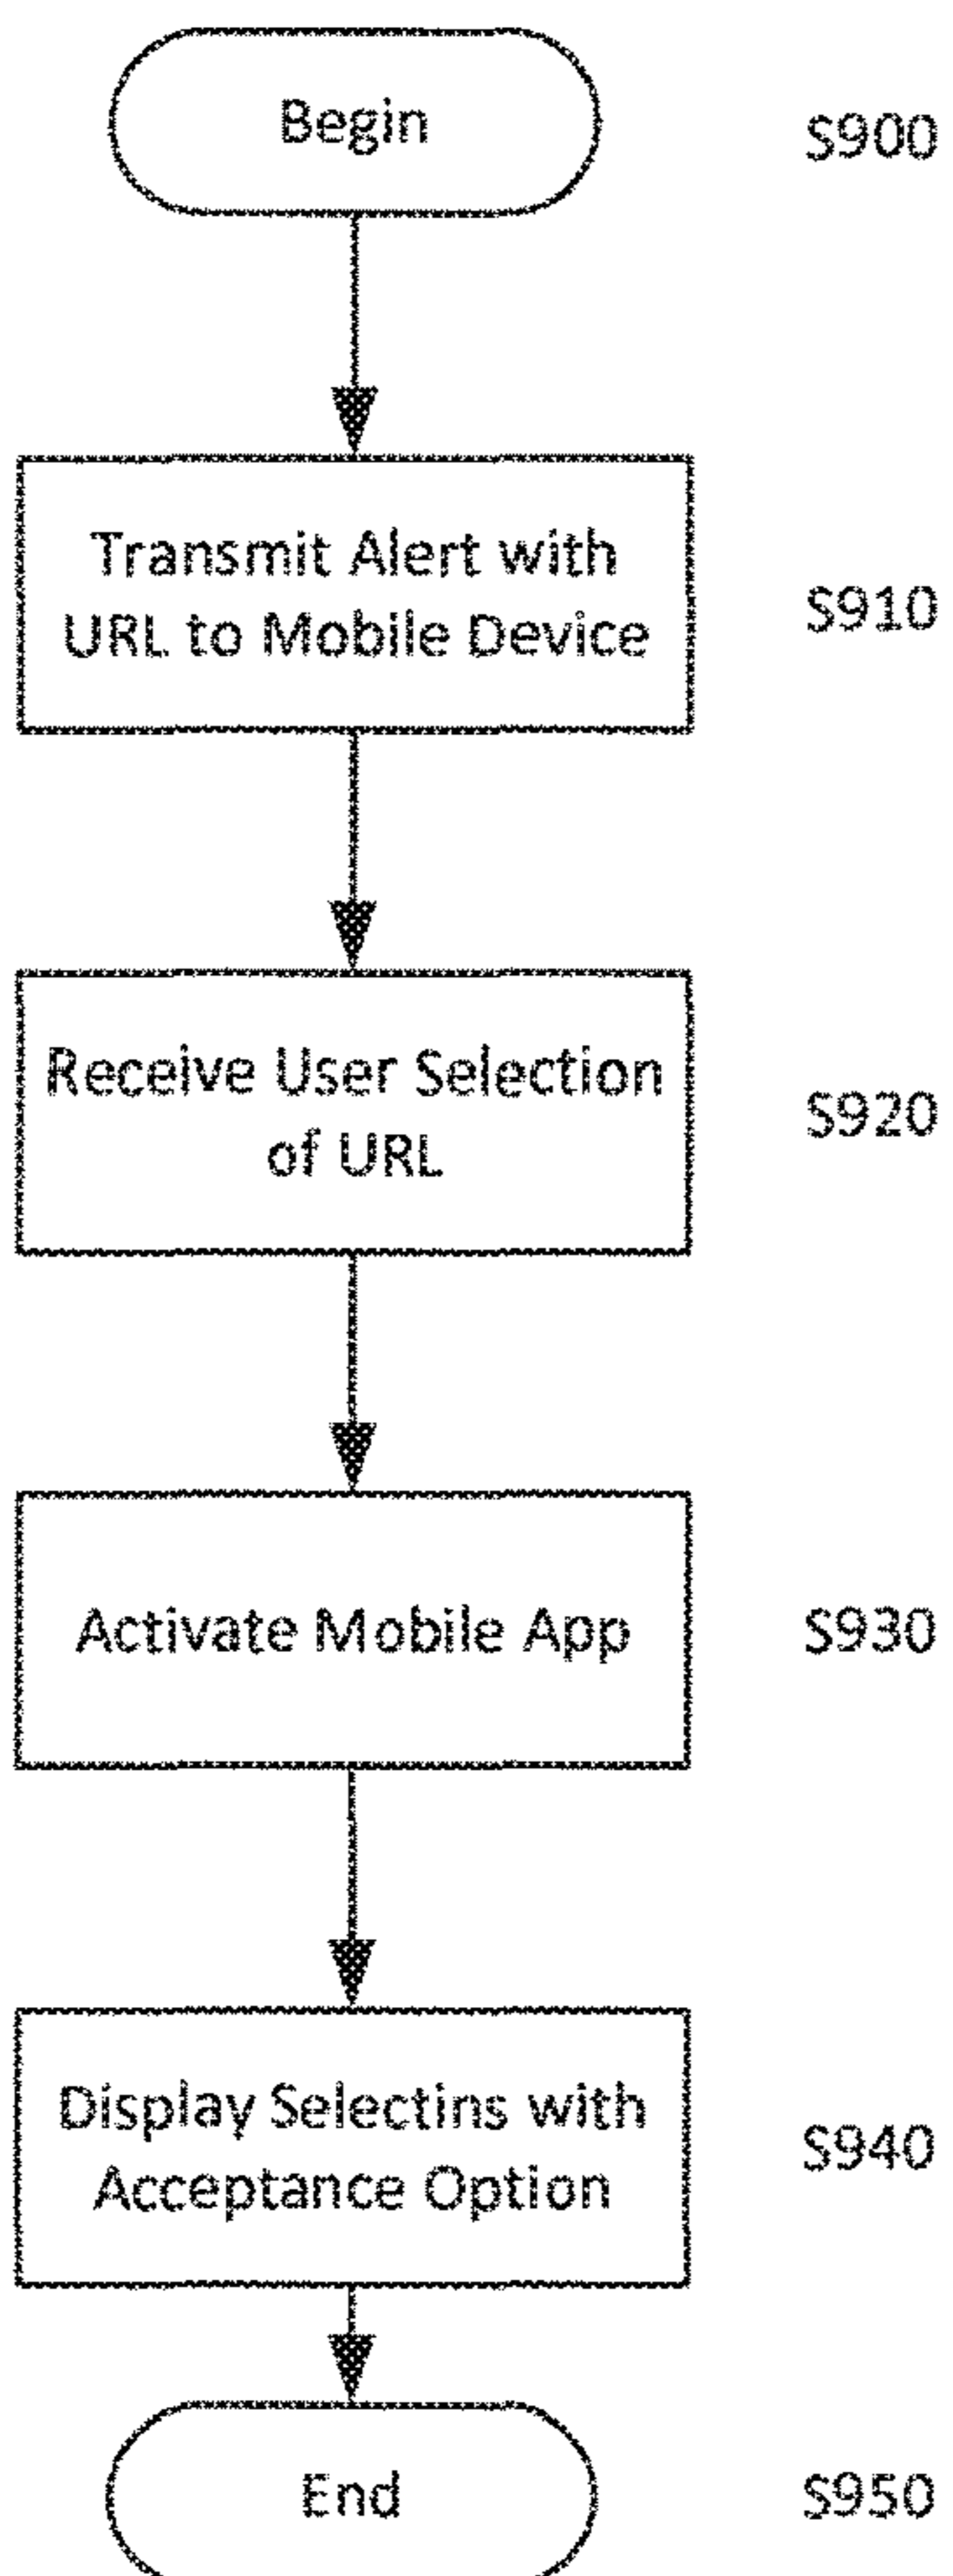 Begin
S900
Transmit Alert with
URL to Mobile Device
S910
Receive User Selection
of URL
S920
Activate Mobile App
S930
Display Selectins with
Acceptance Option
S940
End
S950